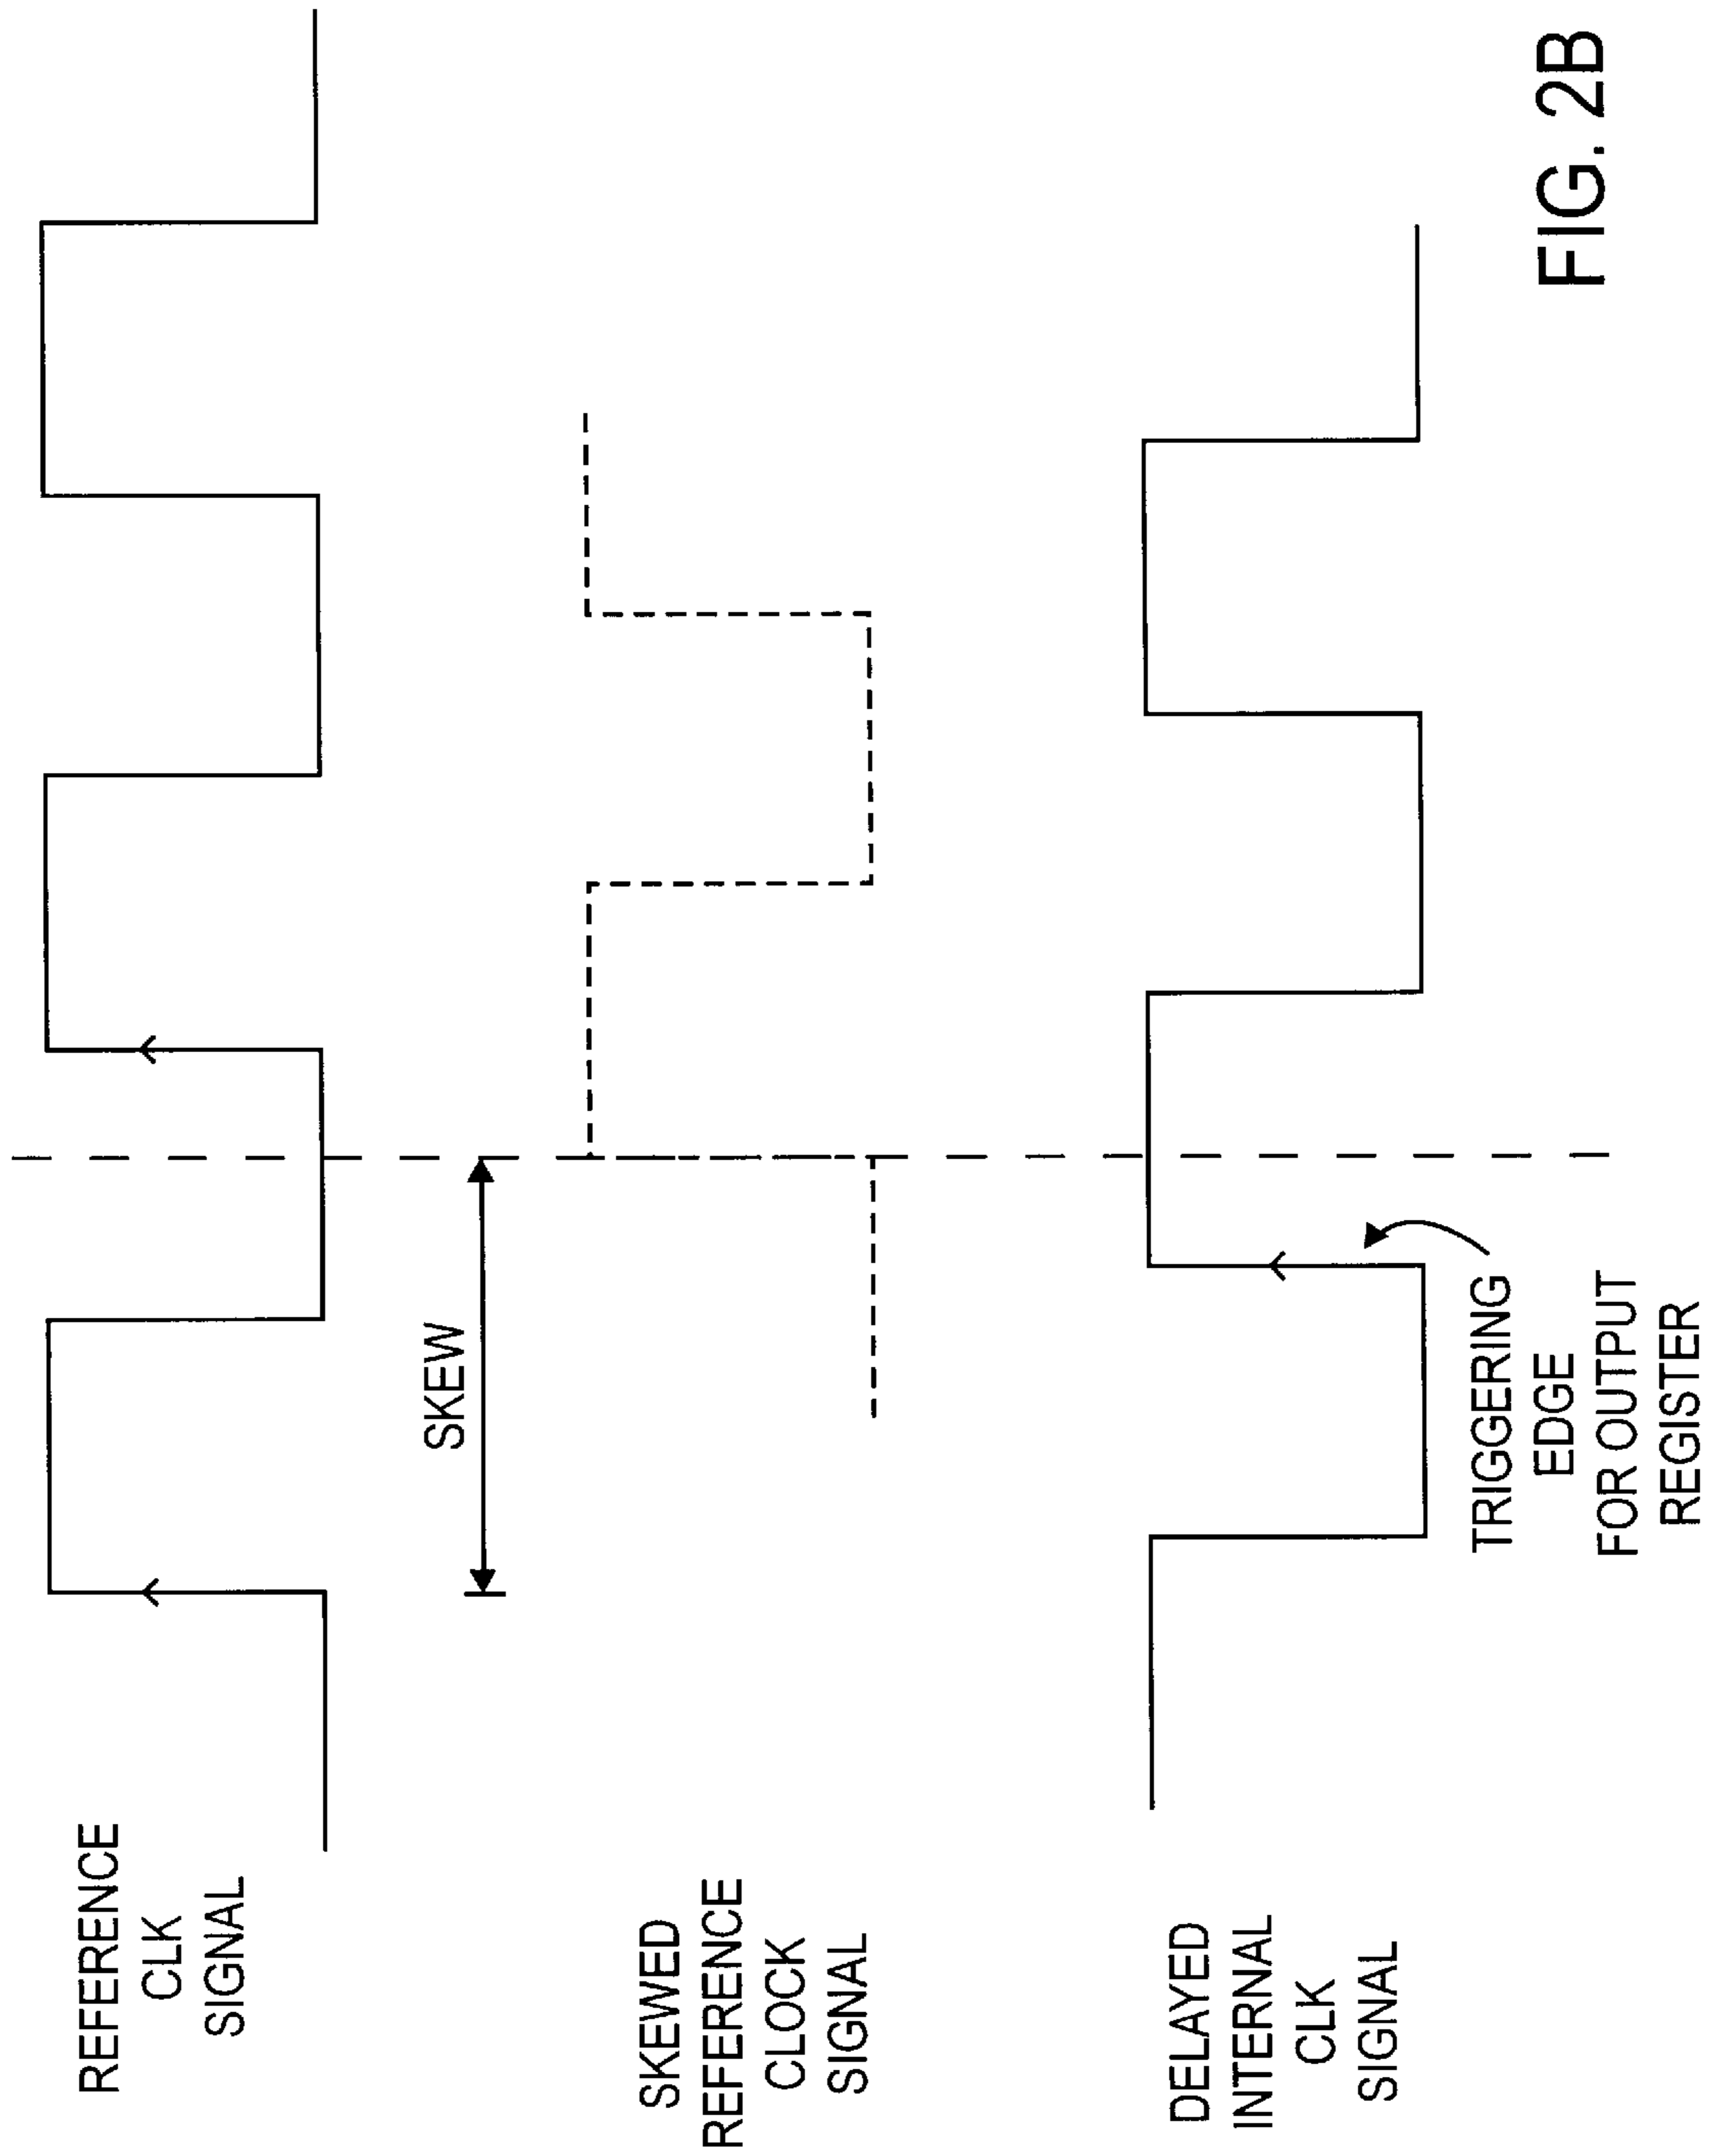 REFERENCE
CLK
SIGNAL
SKEW
SKEWED
REFERENCE
CLOCK
SIGNAL
DELAYED
INTERNAL
CLK
SIGNAL
TRIGGERING
EDGE
FOR OUTPUT
REGISTER
FIG. 2B